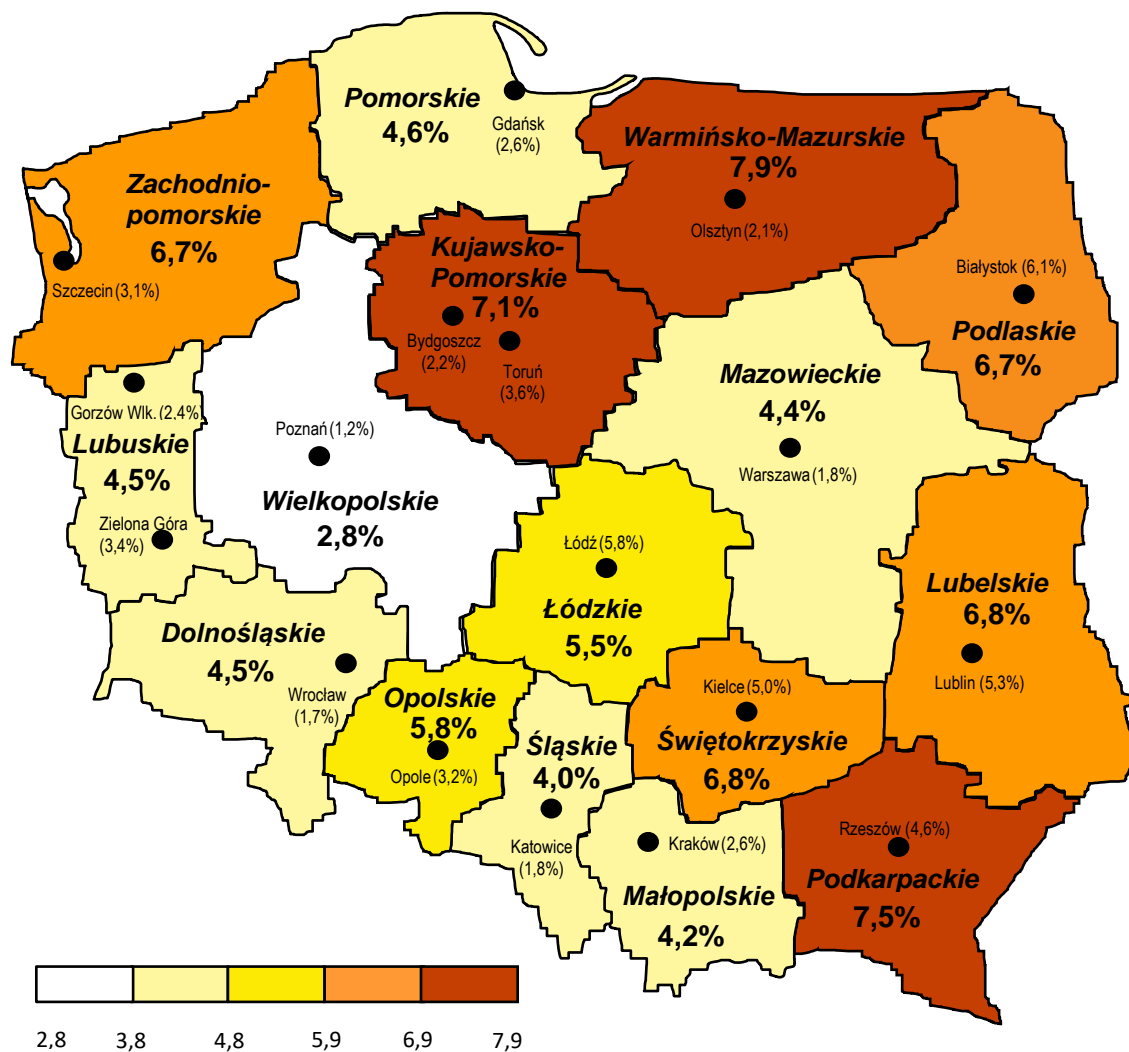 Pomorskie
4,6%
Gdańsk
(2,6%)
Warmińsko-Mazurskie
7,9%
Olsztyn (2,1%)
Zachodnio-
pomorskie
6,7%
Szczecin (3,1%)
Kujawsko-
Pomorskie
7,1%
Bydgoszcz
(2,2%)
Toruń
(3,6%)
Białystok (6,1%)
Podlaskie
6,7%
Mazowieckie
4,4%
Warszawa (1,8%)
Gorzów Wlk. (2,4%
Lubuskie
4,5%
Zielona Góra
(3,4%)
Poznań (1,2%)
Wielkopolskie
2,8%
Łódź (5,8%)
Łódzkie
5,5%
Lubelskie
6,8%
Lublin (5,3%)
Dolnośląskie
4,5%
Wrocław
(1,7%)
Opolskie
5,8%
Opole (3,2%)
Śląskie
4,0%
Katowice
(1,8%)
Kielce (5,0%)
Świętokrzyskie
6,8%
Kraków (2,6%)
Małopolskie
4,2%
Rzeszów (4,6%)
Podkarpackie
7,5%
2,8 3,8 4,8 5,9 6,9 7,9